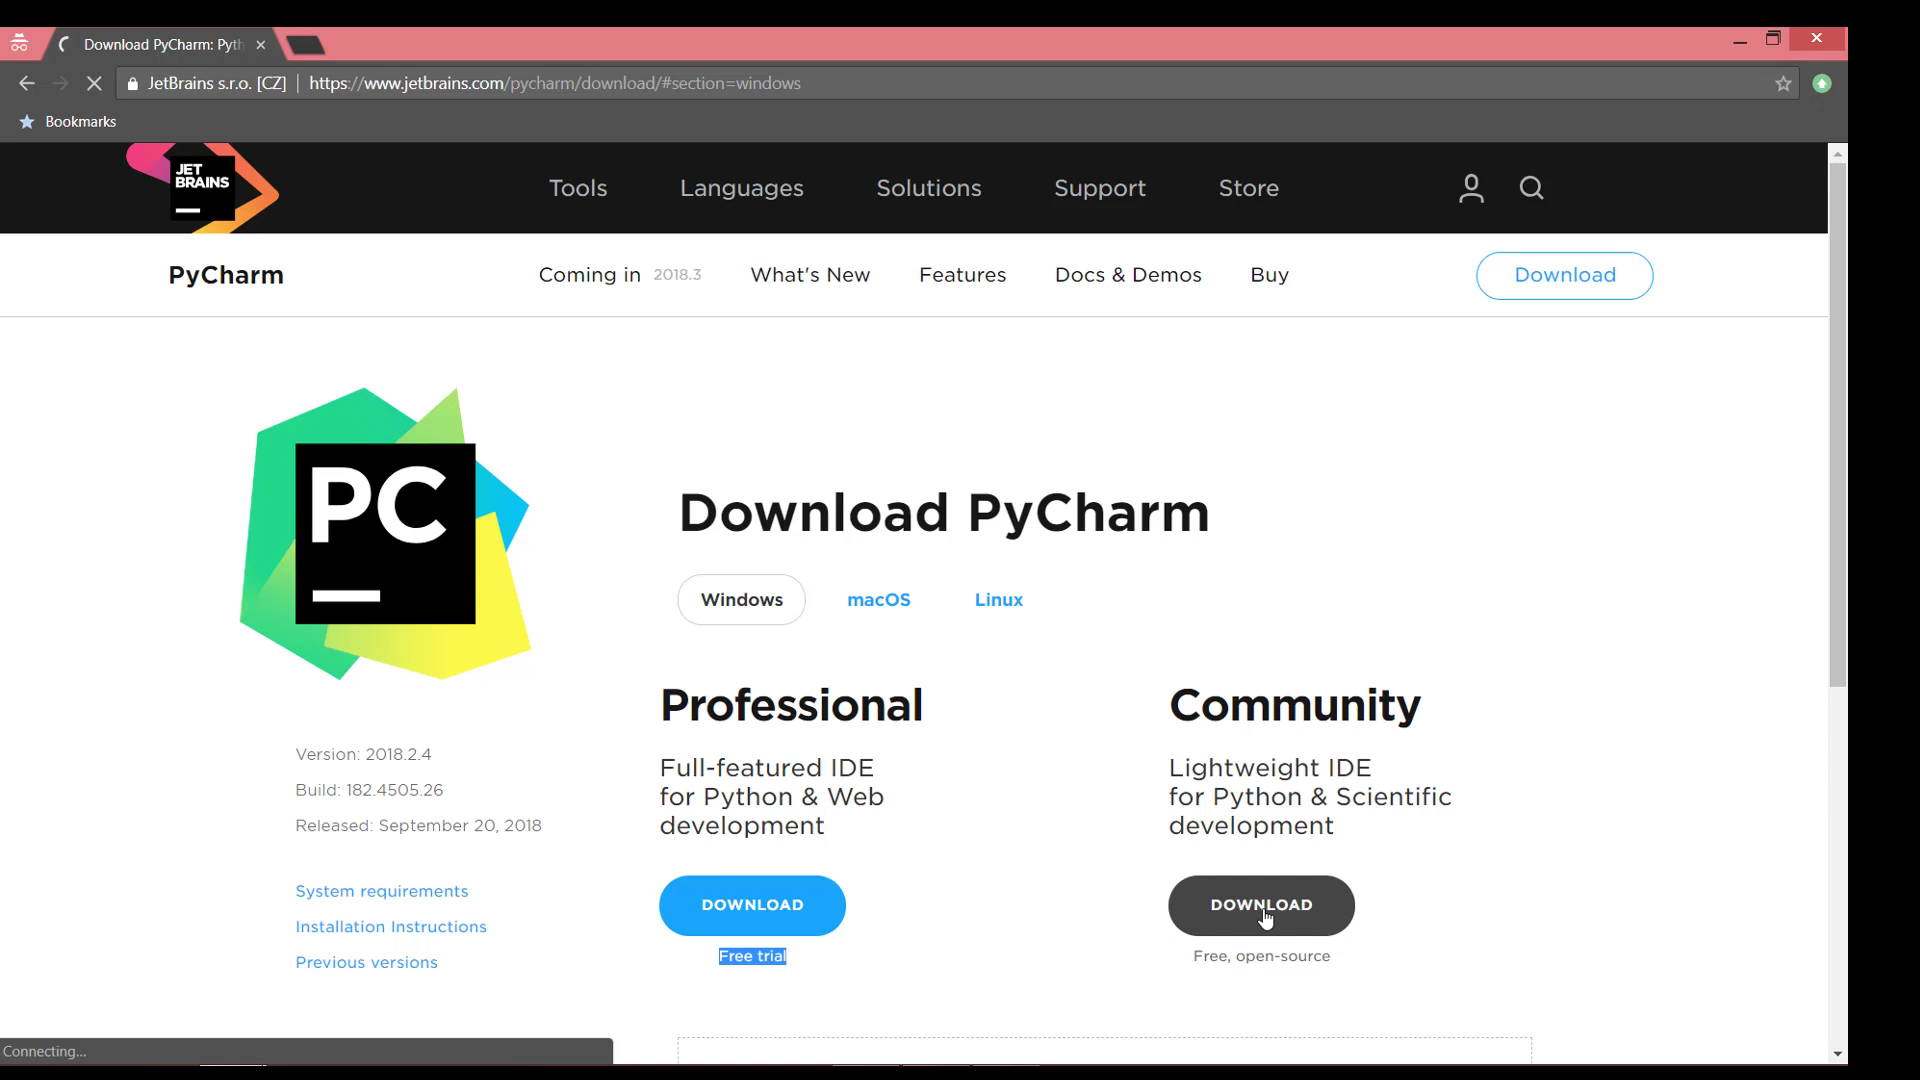 Download PyCharm: Pyth
JetBrains s.r.o. [CZ] https://www.jetbrains.com/pycharm/download/#section=windows
Bookmarks
JET
BRAINS
Tools Languages Solutions Support Store
PyCharm Coming in 2018.3 What's New Features Docs & Demos Buy Download
PC
Download PyCharm
Windows macOS Linux
Professional
Full-featured IDE
for Python & Web
development
DOWNLOAD
Free trial
Community
Lightweight IDE
for Python & Scientific
development
DOWNLOAD
Free, open-source
Version: 2018.2.4
Build: 182.4505.26
Released: September 20, 2018
System requirements
Installation Instructions
Previous versions
Connecting...